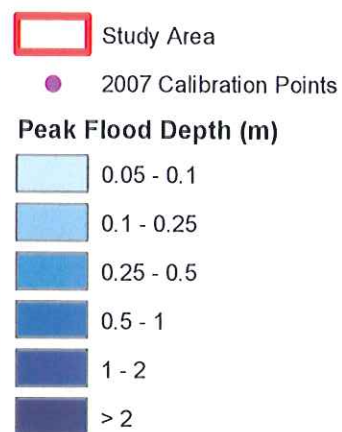 Study Area
2007 Calibration Points
Peak Flood Depth (m)
0.05 - 0.1
0.1 - 0.25
0.25 - 0.5
0.5 - 1
1 - 2
> 2